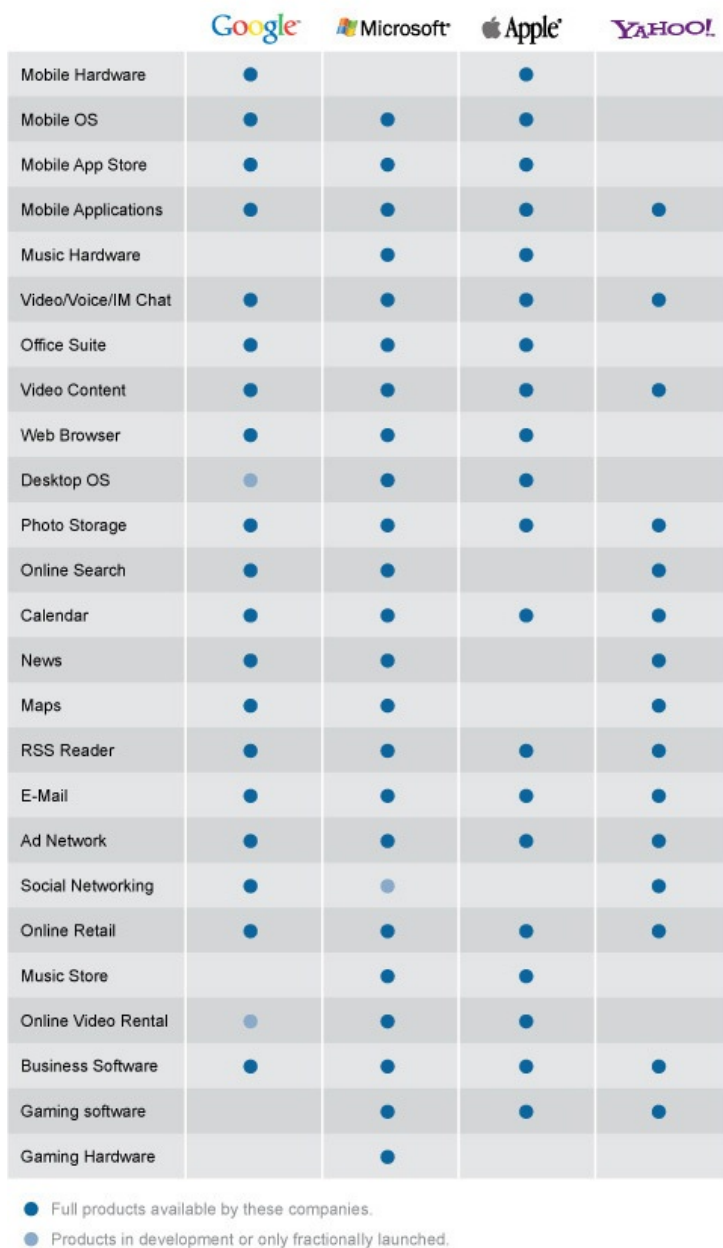 Google Microsoft Apple YAHOO!
Mobile Hardware
Mobile OS
Mobile App Store
Mobile Applications
Music Hardware
Video/Voice/IM Chat
Office Suite
Video Content
Web Browser
Desktop OS
Photo Storage
Online Search
Calendar
News
Maps
RSS Reader
E-Mail
Ad Network
Social Networking
Online Retail
Music Store
Online Video Rental
Business Software
Gaming software
Gaming Hardware
Full products available by these companies.
Products in development or only fractionally launched.